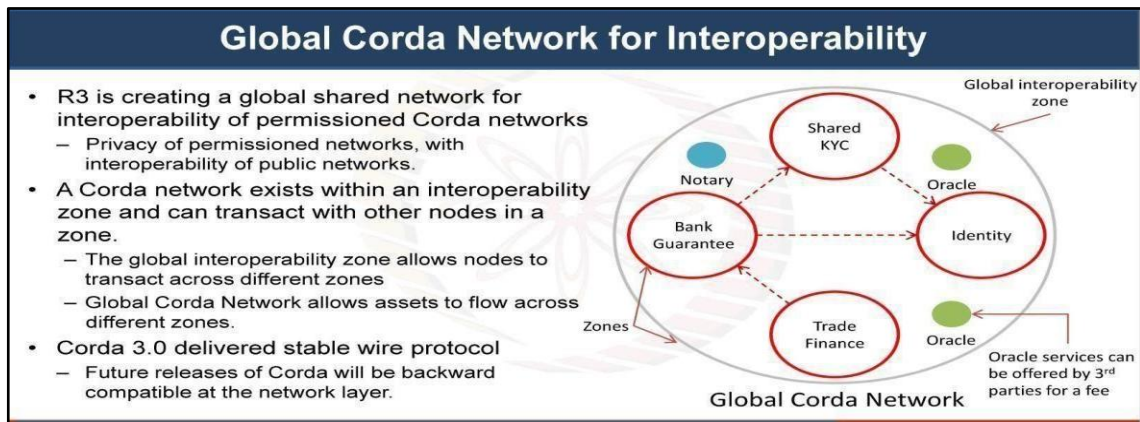 Global Corda Network for Interoperability
• R3 is creating a global shared network for
interoperability of permissioned Corda networks
– Privacy of permissioned networks, with
interoperability of public networks.
• A Corda network exists within an interoperability
zone and can transact with other nodes in a
zone.
– The global interoperability zone allows nodes to
transact across different zones
– Global Corda Network allows assets to flow across
different zones.
• Corda 3.0 delivered stable wire protocol
– Future releases of Corda will be backward
compatible at the network layer.
Global interoperability
zone
Shared
KYC
Notary
Oracle
Bank
Guarantee
Identity
Zones
Trade
Finance
Oracle
Oracle services can
be offered by 3rd
parties for a fee
Global Corda Network